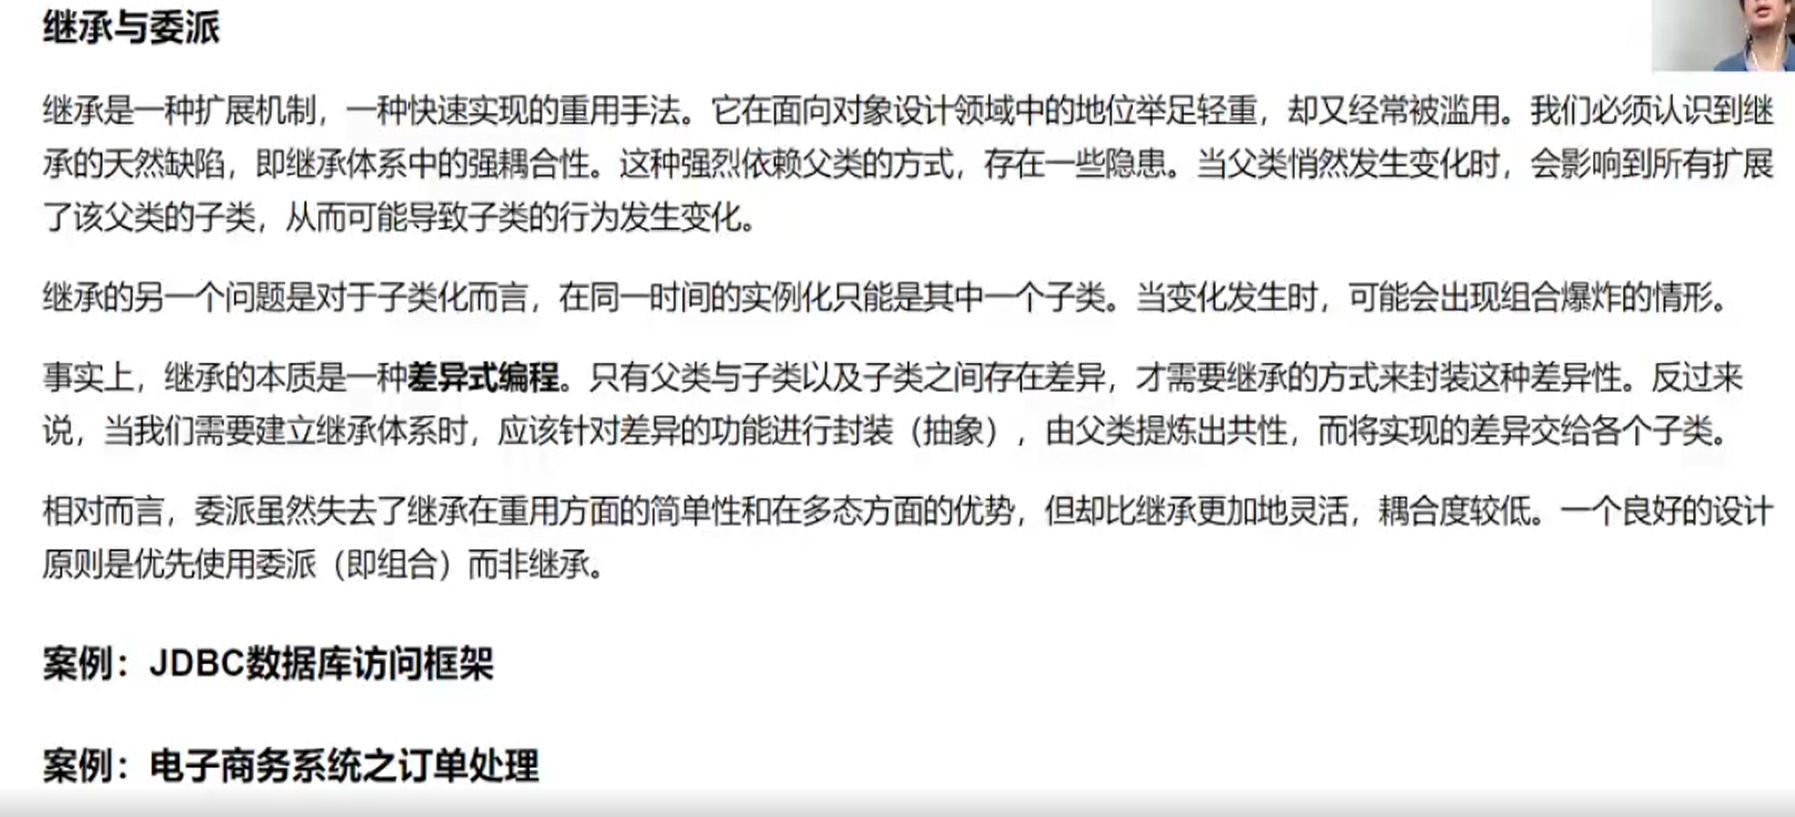 继承与委派
继承是一种扩展机制，一种快速实现的重用手法。它在面向对象设计领域中的地位举足轻重，却又经常被滥用。我们必须认识到继
承的天然缺陷，即继承体系中的强耦合性。这种强烈依赖父类的方式，存在一些隐患。当父类悄然发生变化时，会影响到所有扩展
了该父类的子类，从而可能导致子类的行为发生变化。
继承的另一个问题是对于子类化而言，在同一时间的实例化只能是其中一个子类。当变化发生时，可能会出现组合爆炸的情形。
事实上，继承的本质是一种差异式编程。只有父类与子类以及子类之间存在差异，才需要继承的方式来封装这种差异性。反过来
说，当我们需要建立继承体系时，应该针对差异的功能进行封装（抽象），由父类提炼出共性，而将实现的差异交给各个子类。
相对而言，委派虽然失去了继承在重用方面的简单性和在多态方面的优势，但却比继承更加地灵活，耦合度较低。一个良好的设计
原则是优先使用委派（即组合）而非继承。
案例：JDBC数据库访问框架
案例：电子商务系统之订单处理